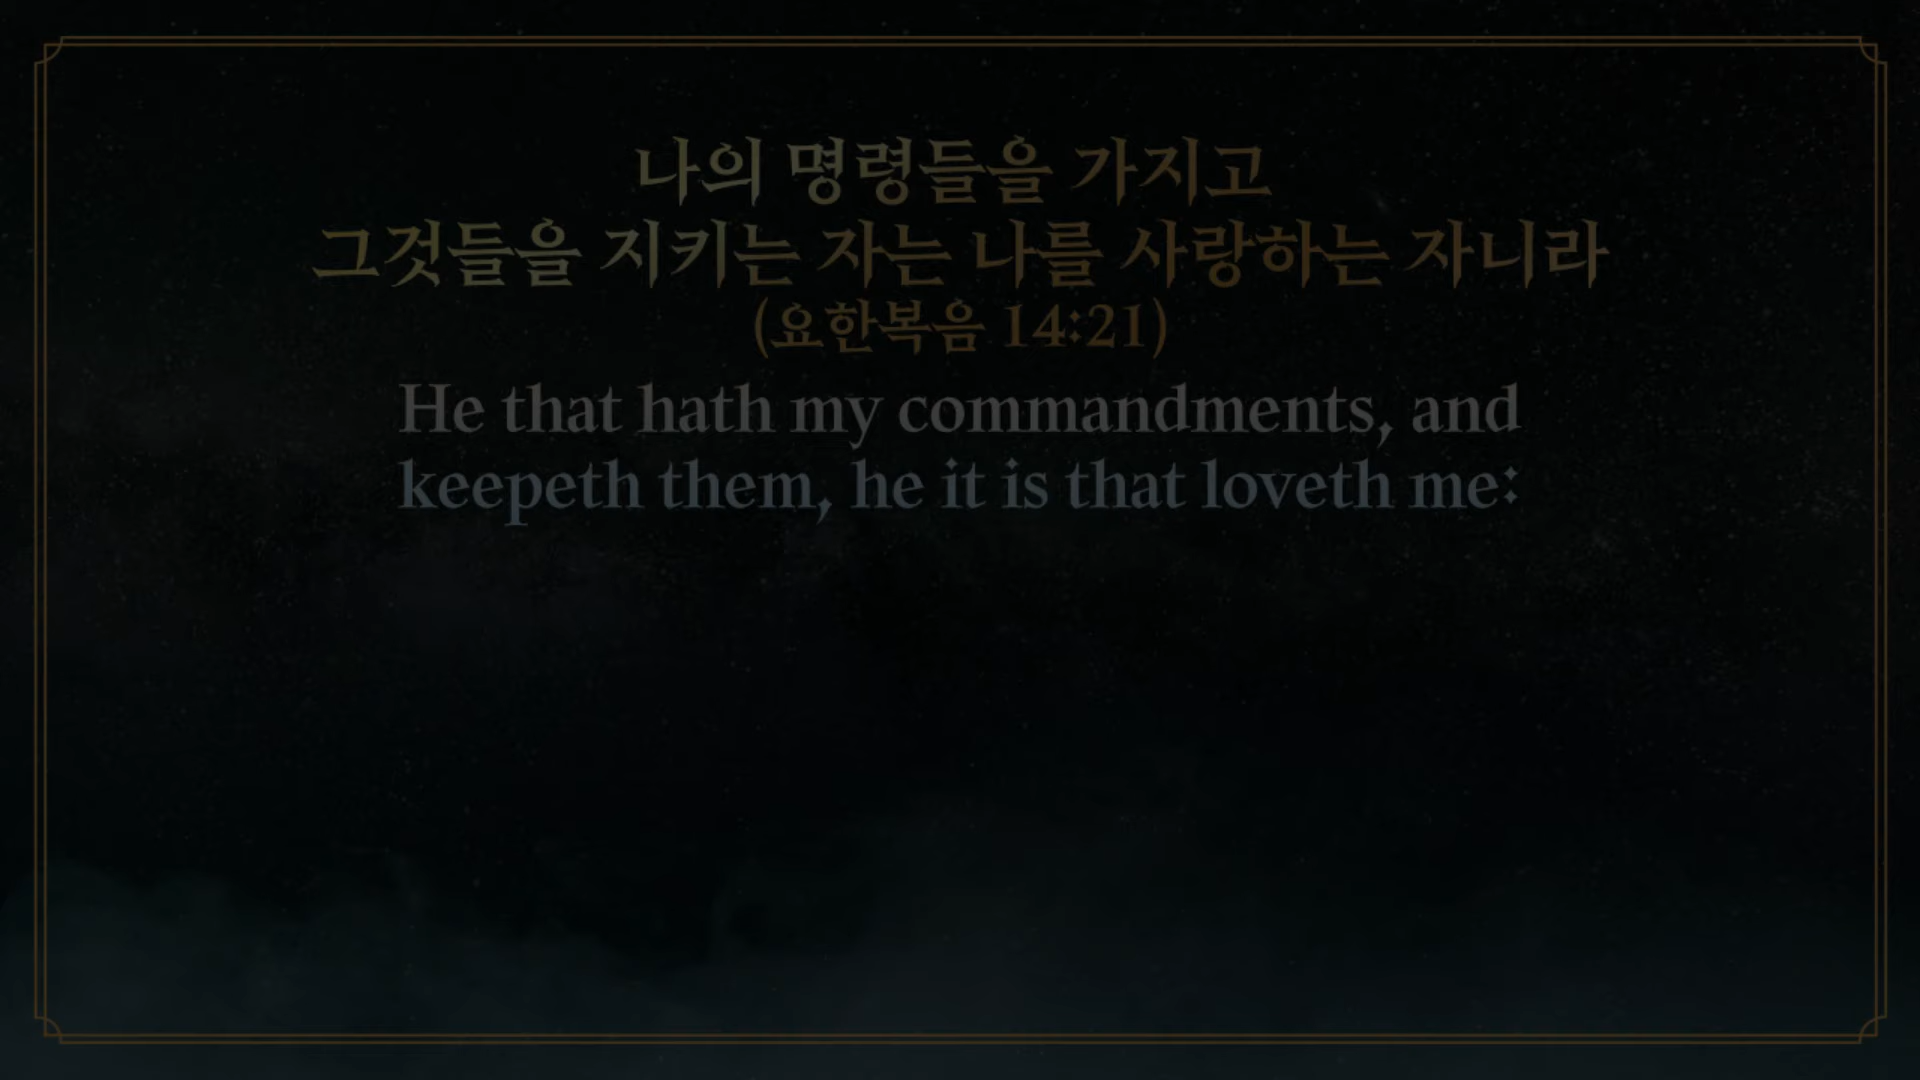 나의 명령들을 가지고
그것들을 지키는 자는 나를 사랑하는 자니라
(요한복음 14:21)
He that hath my commandments, and
keepeth them, he it is that loveth me: